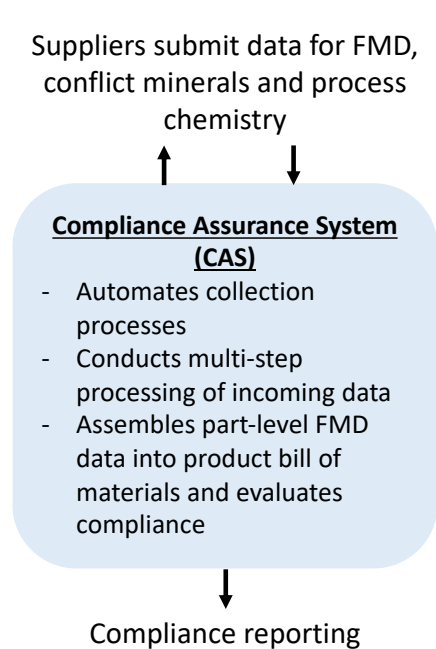 Suppliers submit data for FMD,
conflict minerals and process
chemistry
Compliance Assurance System
(CAS)
- Automates collection
processes
- Conducts multi-step
processing of incoming data
- Assembles part-level FMD
data into product bill of
materials and evaluates
compliance
Compliance reporting